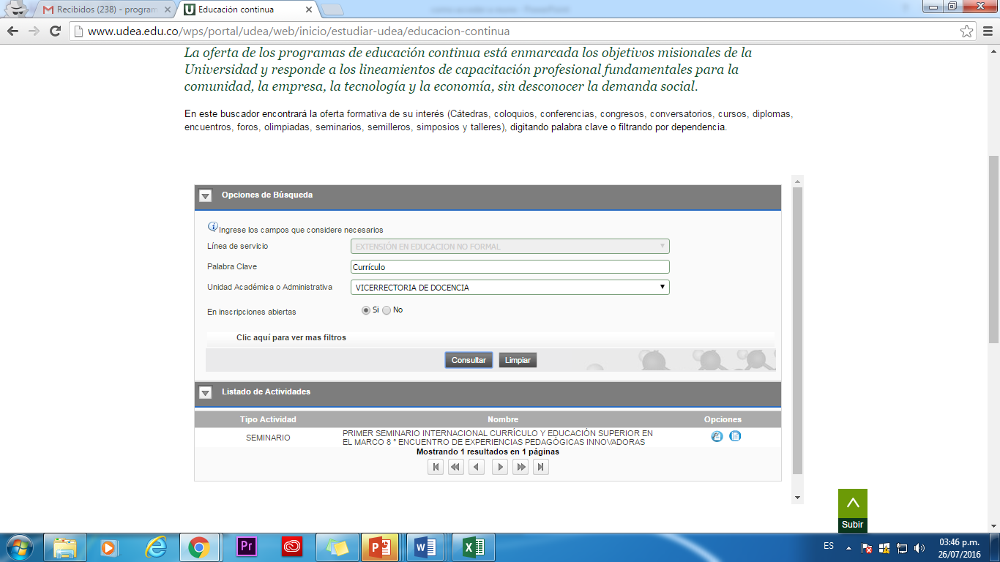 Recibidos (238) - program
Educación continua
www.udea.edu.co/wps/portal/udea/web/inicio/estudiar-udea/educacion-continua
La oferta de los programas de educación continua está enmarcada los objetivos misionales de la
Universidad y responde a los lineamientos de capacitación profesional fundamentales para la
comunidad, la empresa, la tecnología y la economía, sin desconocer la demanda social.
En este buscador encontrará la oferta formativa de su interés (Cátedras, coloquios, conferencias, congresos, conversatorios, cursos, diplomas,
encuentros, foros, olimpiadas, seminarios, semilleros, simposios y talleres), digitando palabra clave o filtrando por dependencia.
Opciones de Búsqueda
Ingrese los campos que considere necesarios
Línea de servicio EXTENSIÓN EN EDUCACION NO FORMAL
Palabra Clave Currículo
Unidad Académica o Administrativa VICERRECTORIA DE DOCENCIA
En inscripciones abiertas Si No
Clic aquí para ver mas filtros
Consultar Limpiar
Listado de Actividades
Tipo Actividad Nombre Opciones
SEMINARIO PRIMER SEMINARIO INTERNACIONAL CURRÍCULO Y EDUCACIÓN SUPERIOR EN
EL MARCO 8 ° ENCUENTRO DE EXPERIENCIAS PEDAGÓGICAS INNOVADORAS
Mostrando 1 resultados en 1 páginas
Subir
ES
03:46 p.m.
26/07/2016